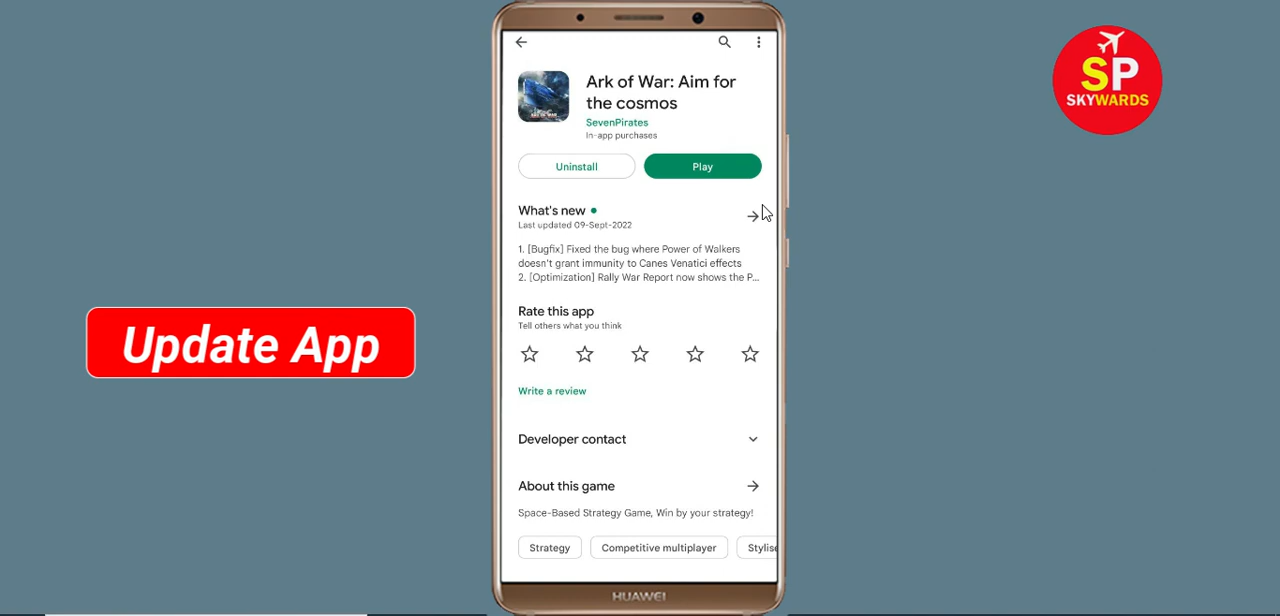 Ark of War: Aim for
the cosmos
SevenPirates
In-app purchases
Uninstall
Play
What's new
Last updated 09-Sept-2022
1. [Bugfix] Fixed the bug where Power of Walkers
doesn't grant immunity to Canes Venatici effects
2. [Optimization] Rally War Report now shows the P...
Rate this app
Tell others what you think
Write a review
Developer contact
About this game
Space-Based Strategy Game, Win by your strategy!
Strategy
Competitive multiplayer
Stylise
HUAWEI
Update App
SP
SKYWARDS